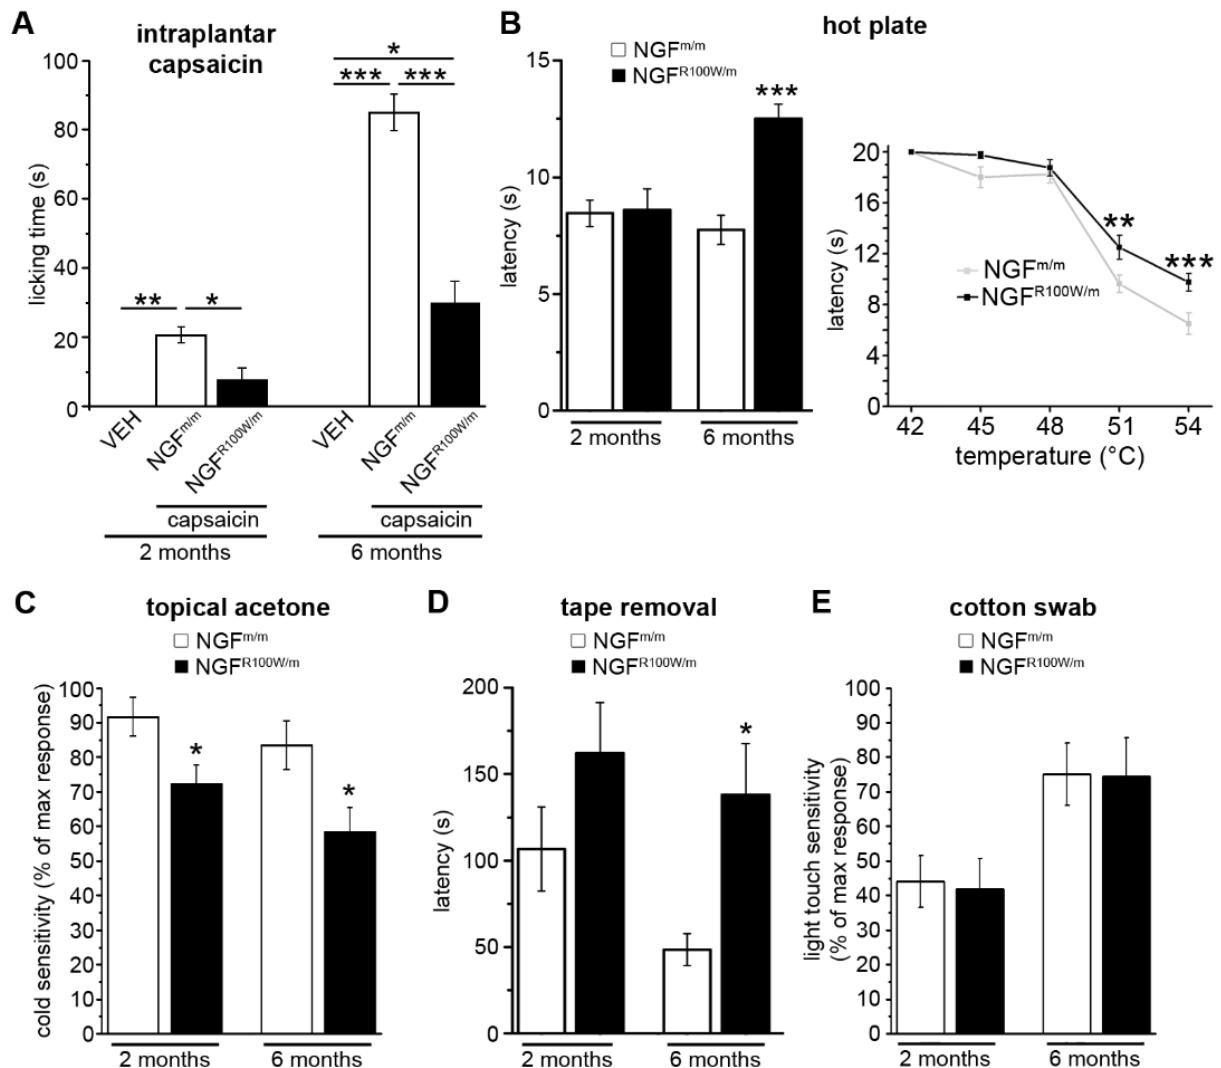 A
intraplantar
capsaicin
licking time (s)
100
80
60
40
20
0
**
*
*
***
***
VEH
NGFm/m
NGFR100W/m
VEH
NGFm/m
NGFR100W/m
capsaicin
capsaicin
2 months
6 months
B
hot plate
NGFm/m
NGFR100W/m
latency (s)
15
10
5
0
***
2 months
6 months
latency (s)
20
16
12
8
4
0
**
***
NGFm/m
NGFR100W/m
42 45 48 51 54
temperature (°C)
C
topical acetone
NGFm/m
NGFR100W/m
cold sensitivity (% of max response)
100
90
80
70
60
50
40
30
20
10
0
*
*
2 months
6 months
D
tape removal
NGFm/m
NGFR100W/m
latency (s)
200
150
100
50
0
*
2 months
6 months
E
cotton swab
NGFm/m
NGFR100W/m
light touch sensitivity
(% of max response)
100
90
80
70
60
50
40
30
20
10
0
2 months
6 months